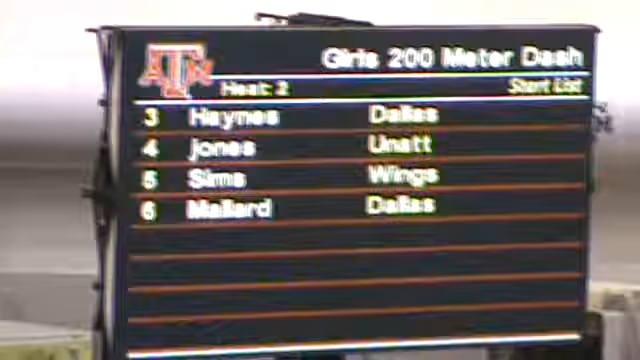 ATM
Girls 200 Meter Dash
Heat: 2 Start List
3 Haynes Dallas
4 Jones Unatt
5 Sims Wings
6 Mallard Dallas